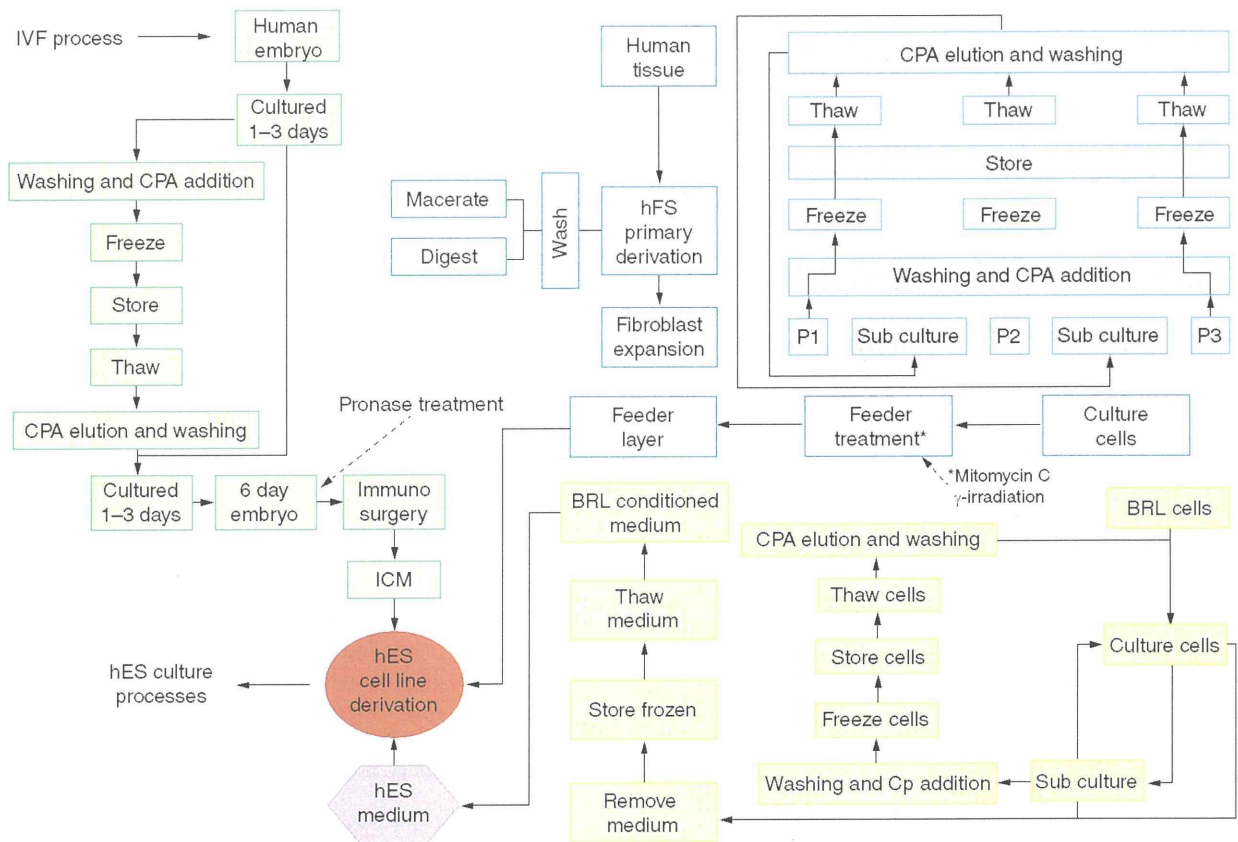 IVF process
Human
embryo
Cultured
1–3 days
Washing and CPA addition
Freeze
Store
Thaw
CPA elution and washing
Cultured
1–3 days
6 day
embryo
Pronase treatment
Immuno
surgery
ICM
hES
cell line
derivation
hES culture
processes
hES
medium
Human
tissue
Macerate
Digest
Wash
hFS
primary
derivation
Fibroblast
expansion
CPA elution and washing
Thaw
Thaw
Thaw
Store
Freeze
Freeze
Freeze
Washing and CPA addition
P1
Sub culture
P2
Sub culture
P3
Feeder
layer
Feeder
treatment*
Culture
cells
*Mitomycin C
γ-irradiation
BRL conditioned
medium
Thaw
medium
Store frozen
Remove
medium
CPA elution and washing
Thaw cells
Store cells
Freeze cells
Washing and Cp addition
BRL cells
Culture cells
Sub culture